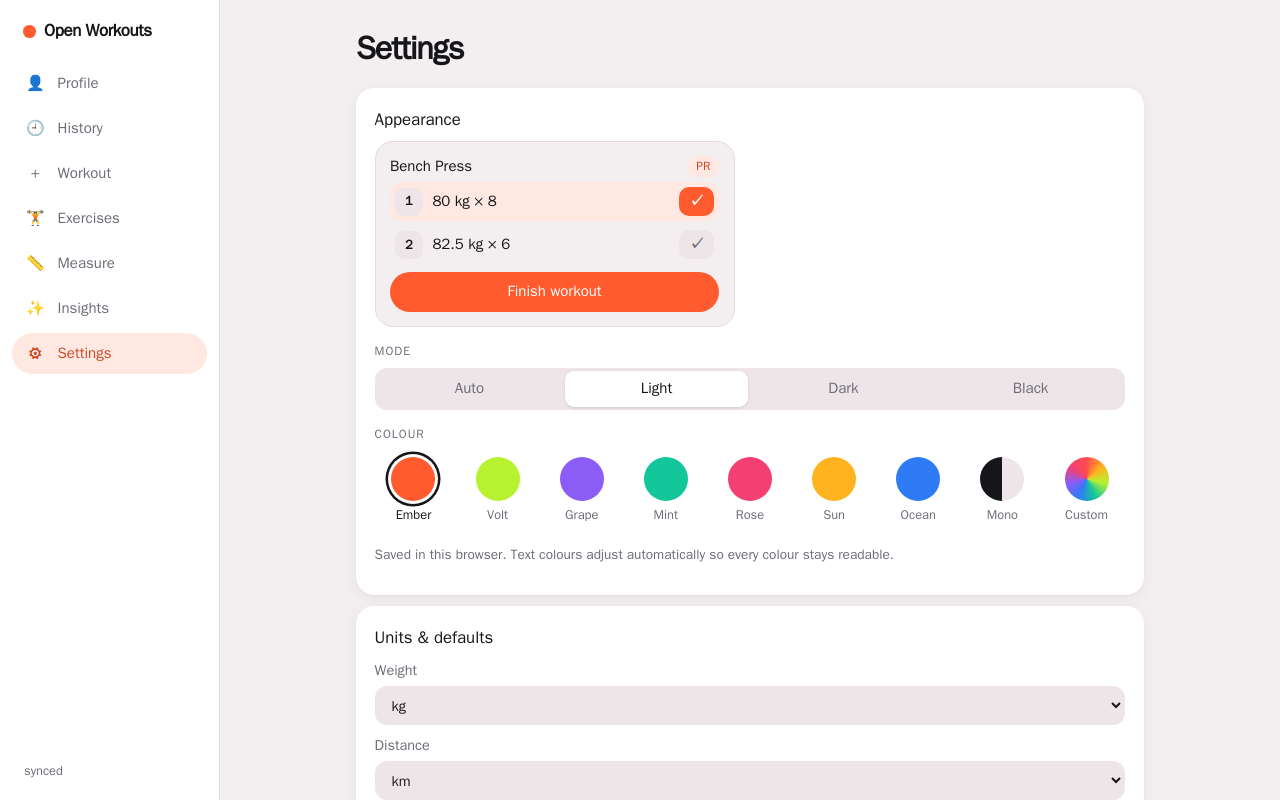 Open Workouts
Profile
History
+ Workout
Exercises
Measure
Insights
Settings
synced
Settings
Appearance
Bench Press PR
1 80 kg × 8 ✓
2 82.5 kg × 6 ✓
Finish workout
MODE
Auto Light Dark Black
COLOUR
Ember Volt Grape Mint Rose Sun Ocean Mono Custom
Saved in this browser. Text colours adjust automatically so every colour stays readable.
Units & defaults
Weight
kg
Distance
km